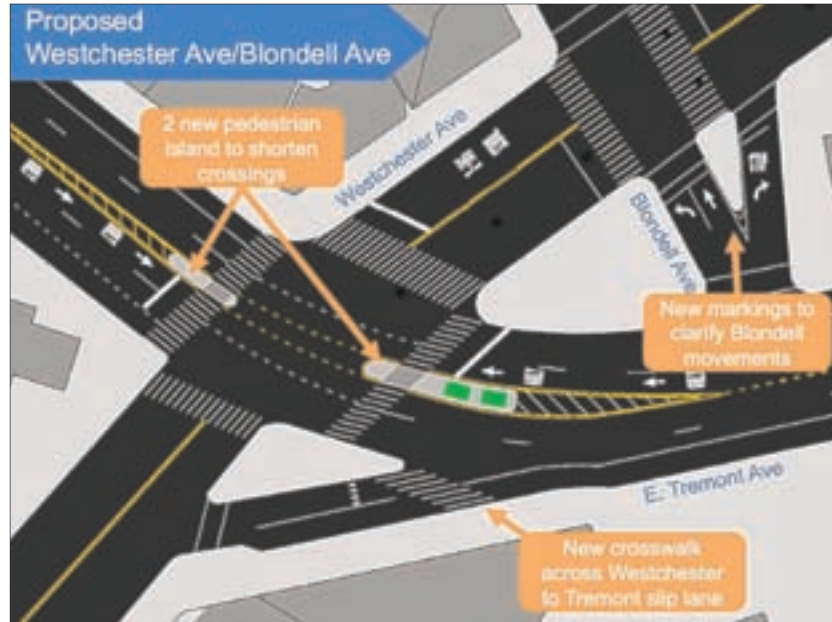 Proposed
Westchester Ave/Blondell Ave
2 new pedestrian
island to shorten
crossings
Westchester Ave
Blondell Ave
New markings to
clarify Blondell
movements
E. Tremont Ave
New crosswalk
across Westchester
to Tremont slip lane